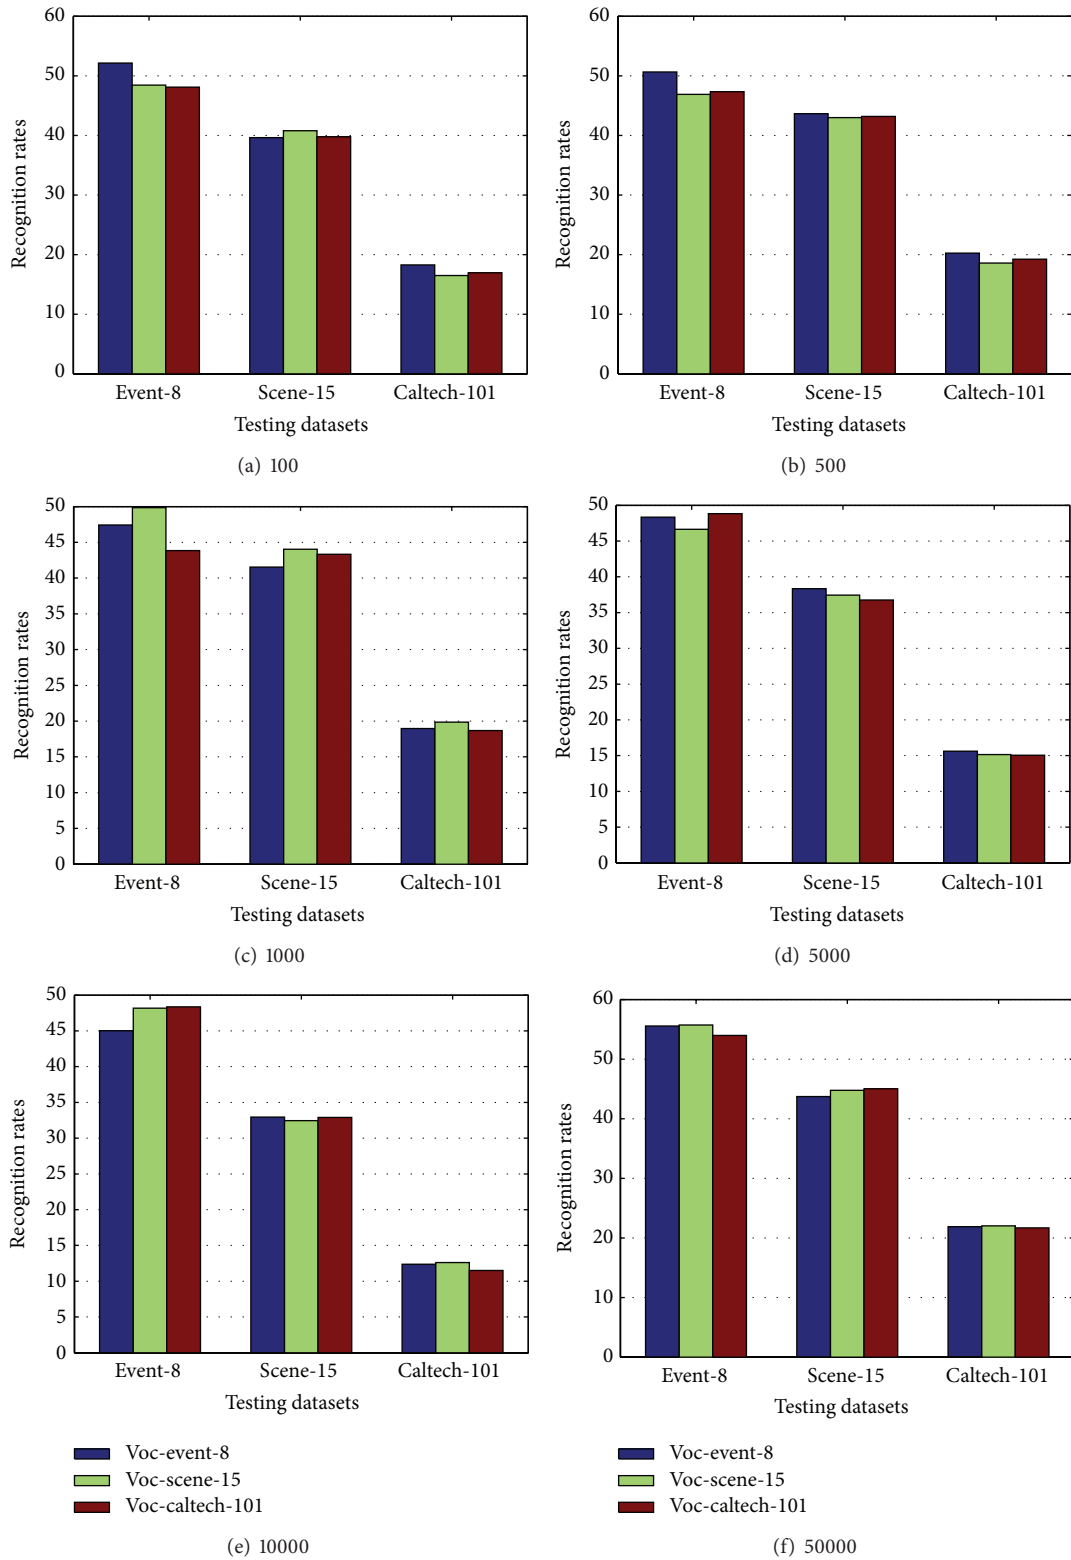 60
50
40
30
20
10
0
Recognition rates
Event-8 Scene-15 Caltech-101
Testing datasets
(a) 100
60
50
40
30
20
10
0
Recognition rates
Event-8 Scene-15 Caltech-101
Testing datasets
(b) 500
50
45
40
35
30
25
20
15
10
5
0
Recognition rates
Event-8 Scene-15 Caltech-101
Testing datasets
(c) 1000
50
45
40
35
30
25
20
15
10
5
0
Recognition rates
Event-8 Scene-15 Caltech-101
Testing datasets
(d) 5000
50
45
40
35
30
25
20
15
10
5
0
Recognition rates
Event-8 Scene-15 Caltech-101
Testing datasets
Voc-event-8
Voc-scene-15
Voc-caltech-101
(e) 10000
60
50
40
30
20
10
0
Recognition rates
Event-8 Scene-15 Caltech-101
Testing datasets
Voc-event-8
Voc-scene-15
Voc-caltech-101
(f) 50000